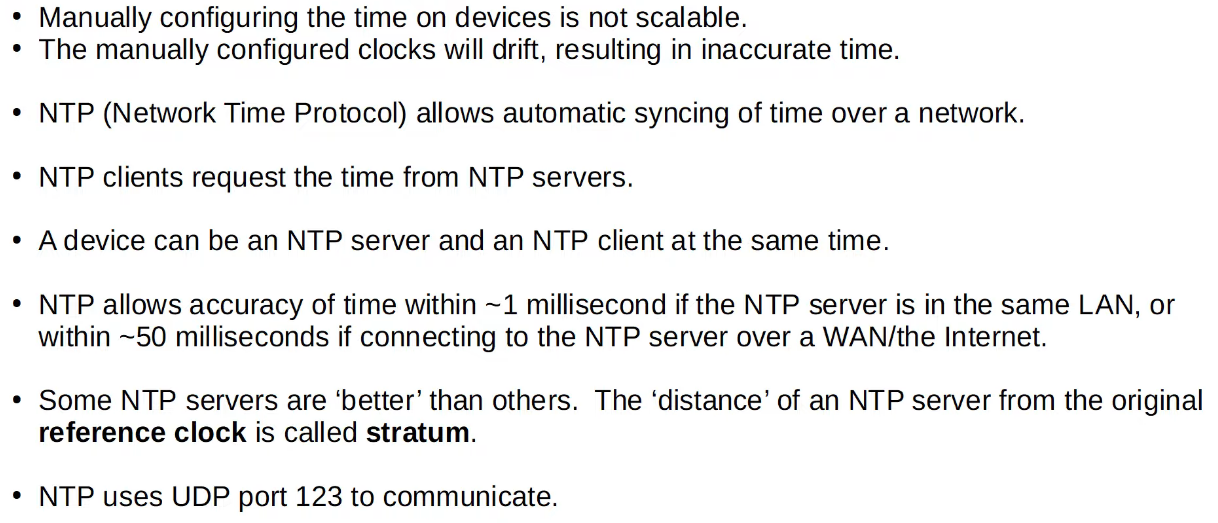 • Manually configuring the time on devices is not scalable.
• The manually configured clocks will drift, resulting in inaccurate time.
• NTP (Network Time Protocol) allows automatic syncing of time over a network.
• NTP clients request the time from NTP servers.
• A device can be an NTP server and an NTP client at the same time.
• NTP allows accuracy of time within ~1 millisecond if the NTP server is in the same LAN, or
within ~50 milliseconds if connecting to the NTP server over a WAN/the Internet.
• Some NTP servers are ‘better’ than others.  The ‘distance’ of an NTP server from the original
reference clock is called stratum.
• NTP uses UDP port 123 to communicate.